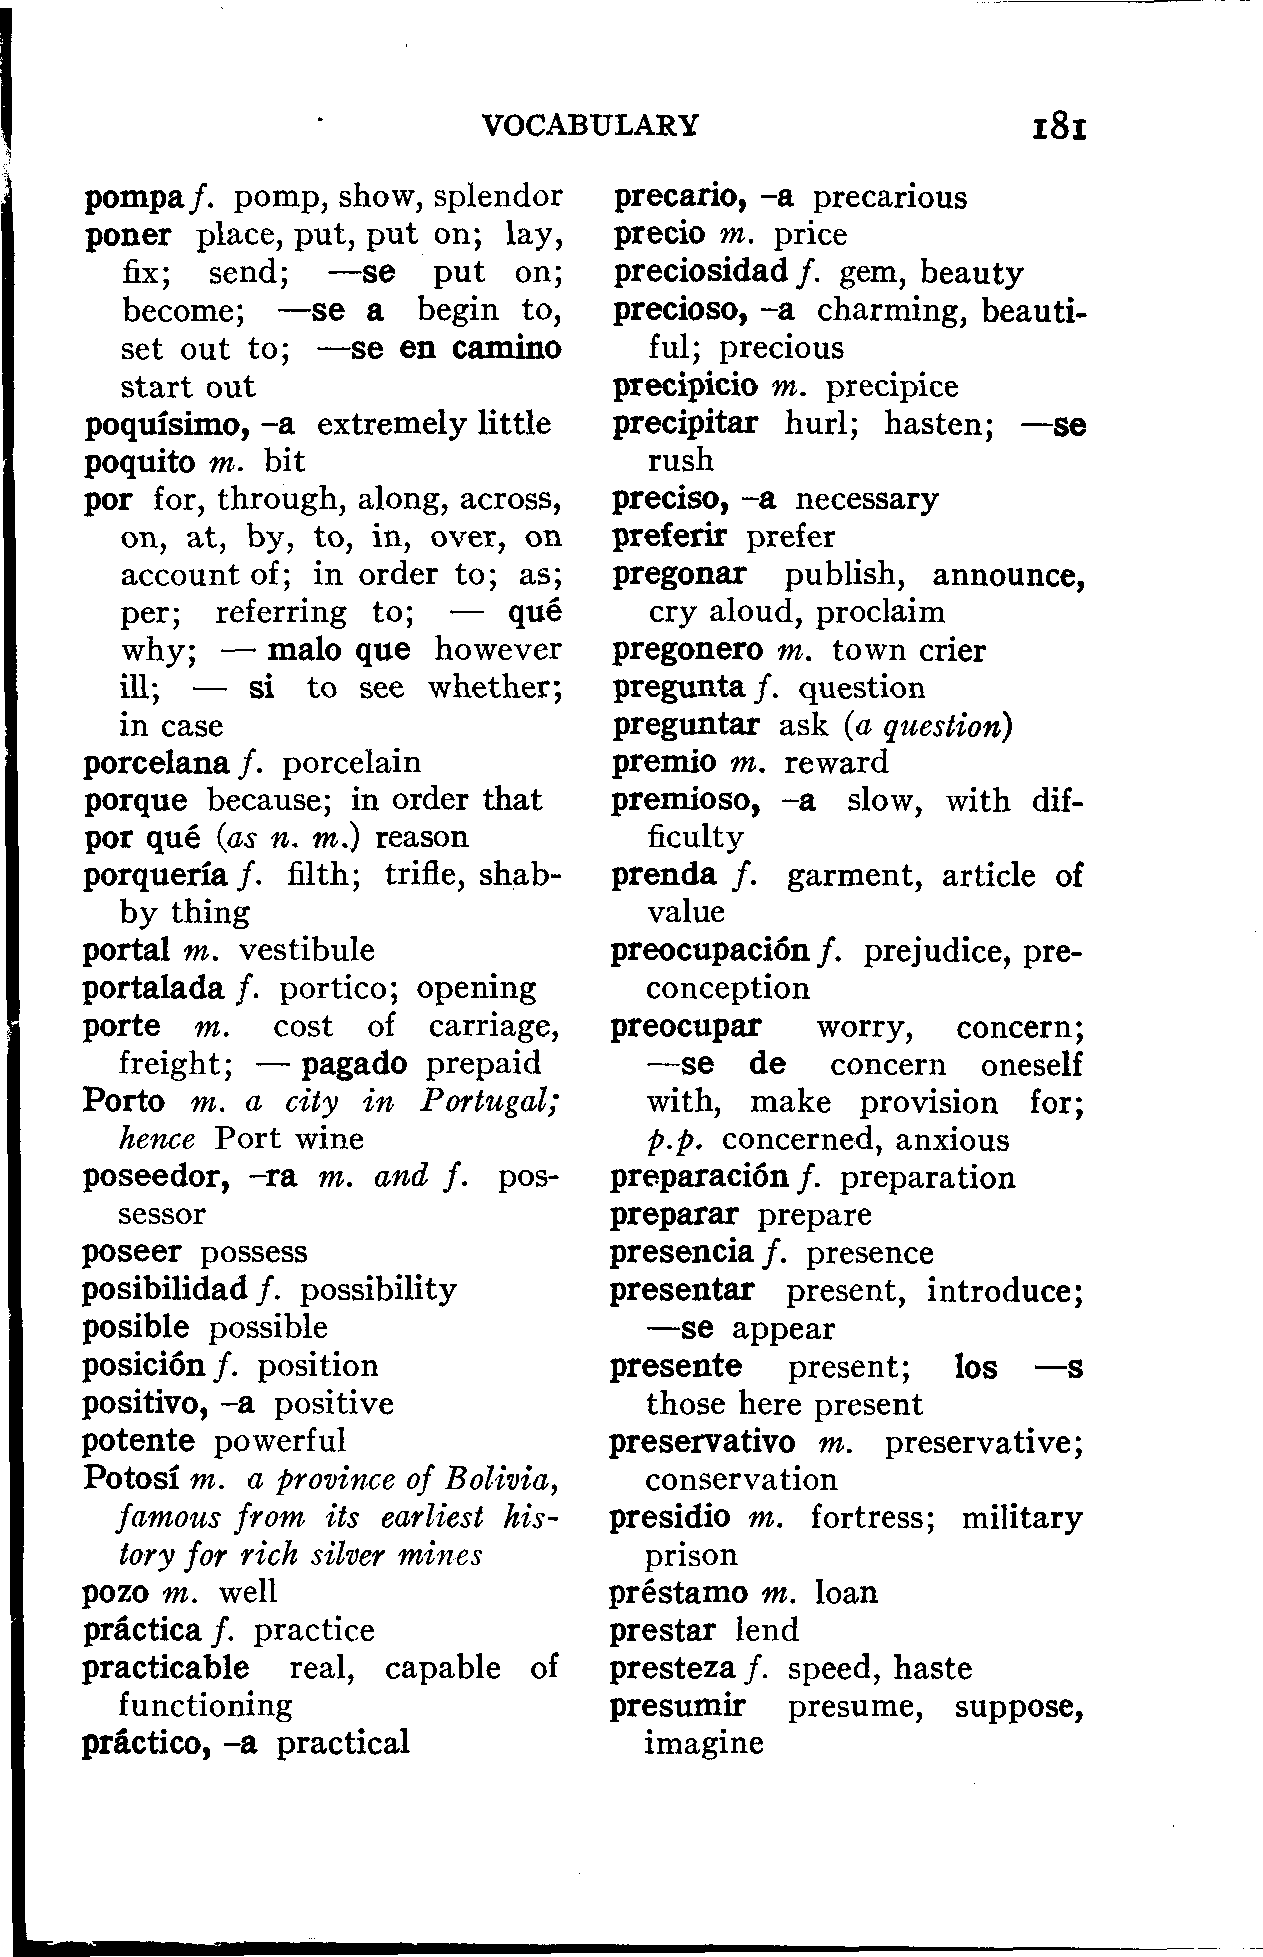 VOCABULARY 181
pompa f. pomp, show, splendor
poner place, put, put on; lay,
fix; send; —se put on;
become; —se a begin to,
set out to; —se en camino
start out
poquísimo, -a extremely little
poquito m. bit
por for, through, along, across,
on, at, by, to, in, over, on
account of; in order to; as;
per; referring to; — qué
why; — malo que however
ill; — si to see whether;
in case
porcelana f. porcelain
porque because; in order that
por qué (as n. m.) reason
porquería f. filth; trifle, shab-
by thing
portal m. vestibule
portalada f. portico; opening
porte m. cost of carriage,
freight; — pagado prepaid
Porto m. a city in Portugal;
hence Port wine
poseedor, -ra m. and f. pos-
sessor
poseer possess
posibilidad f. possibility
posible possible
posición f. position
positivo, -a positive
potente powerful
Potosí m. a province of Bolivia,
famous from its earliest his-
tory for rich silver mines
pozo m. well
práctica f. practice
practicable real, capable of
functioning
práctico, -a practical
precario, -a precarious
precio m. price
preciosidad f. gem, beauty
precioso, -a charming, beauti-
ful; precious
precipicio m. precipice
precipitar hurl; hasten; —se
rush
preciso, -a necessary
preferir prefer
pregonar publish, announce,
cry aloud, proclaim
pregonero m. town crier
pregunta f. question
preguntar ask (a question)
premio m. reward
premioso, -a slow, with dif-
ficulty
prenda f. garment, article of
value
preocupación f. prejudice, pre-
conception
preocupar worry, concern;
—se de concern oneself
with, make provision for;
p.p. concerned, anxious
preparación f. preparation
preparar prepare
presencia f. presence
presentar present, introduce;
—se appear
presente present; los —s
those here present
preservativo m. preservative;
conservation
presidio m. fortress; military
prison
préstamo m. loan
prestar lend
presteza f. speed, haste
presumir presume, suppose,
imagine